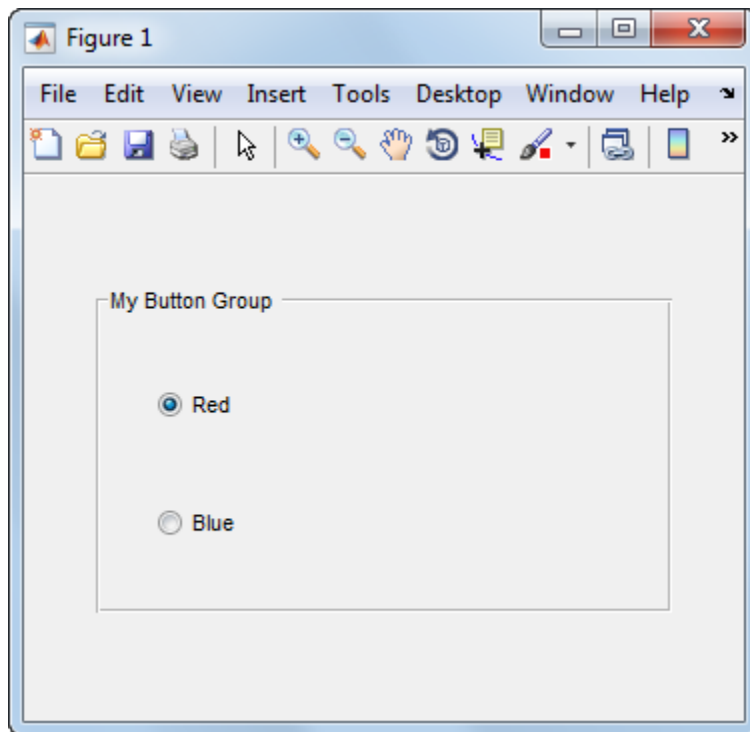 Figure 1
File Edit View Insert Tools Desktop Window Help
My Button Group
Red
Blue